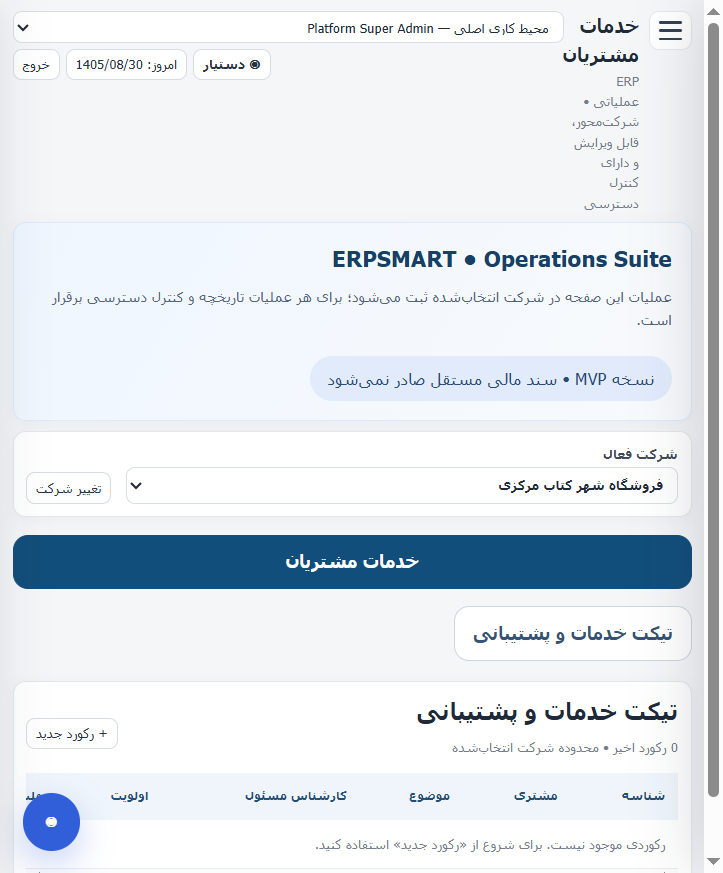 خدمات
مشتریان
ERP
عملیاتی •
شرکت‌محور،
قابل ویرایش
و دارای
کنترل
دسترسی
محیط کاری اصلی — Platform Super Admin
◉ دستیار
امروز: 1405/08/30
خروج
ERPSMART • Operations Suite
عملیات این صفحه در شرکت انتخاب‌شده ثبت می‌شود؛ برای هر عملیات تاریخچه و کنترل دسترسی برقرار
است.
نسخه MVP • سند مالی مستقل صادر نمی‌شود
شرکت فعال
فروشگاه شهر کتاب مرکزی
تغییر شرکت
خدمات مشتریان
تیکت خدمات و پشتیبانی
تیکت خدمات و پشتیبانی
0 رکورد اخیر • محدوده شرکت انتخاب‌شده
+ رکورد جدید
شناسه مشتری موضوع کارشناس مسئول اولویت
رکوردی موجود نیست. برای شروع از «رکورد جدید» استفاده کنید.